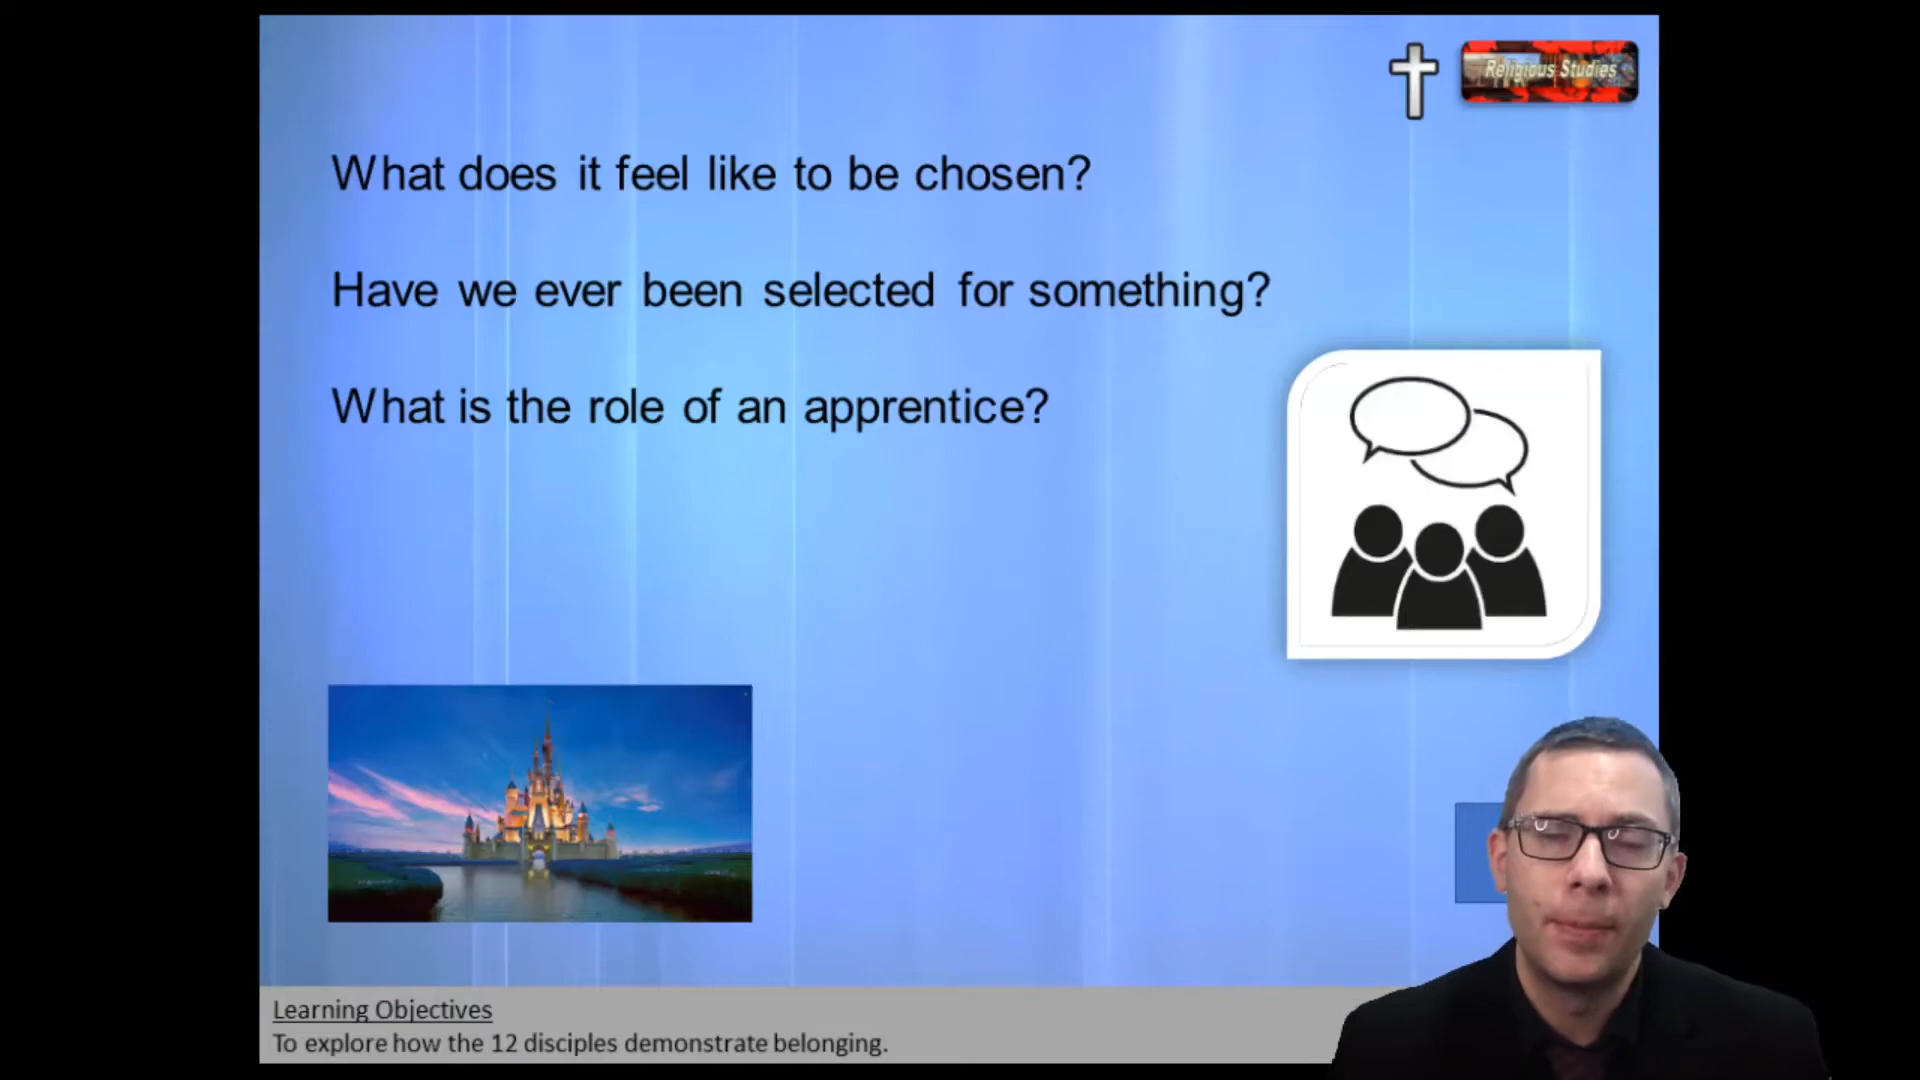 Religious Studies
What does it feel like to be chosen?
Have we ever been selected for something?
What is the role of an apprentice?
Learning Objectives
To explore how the 12 disciples demonstrate belonging.